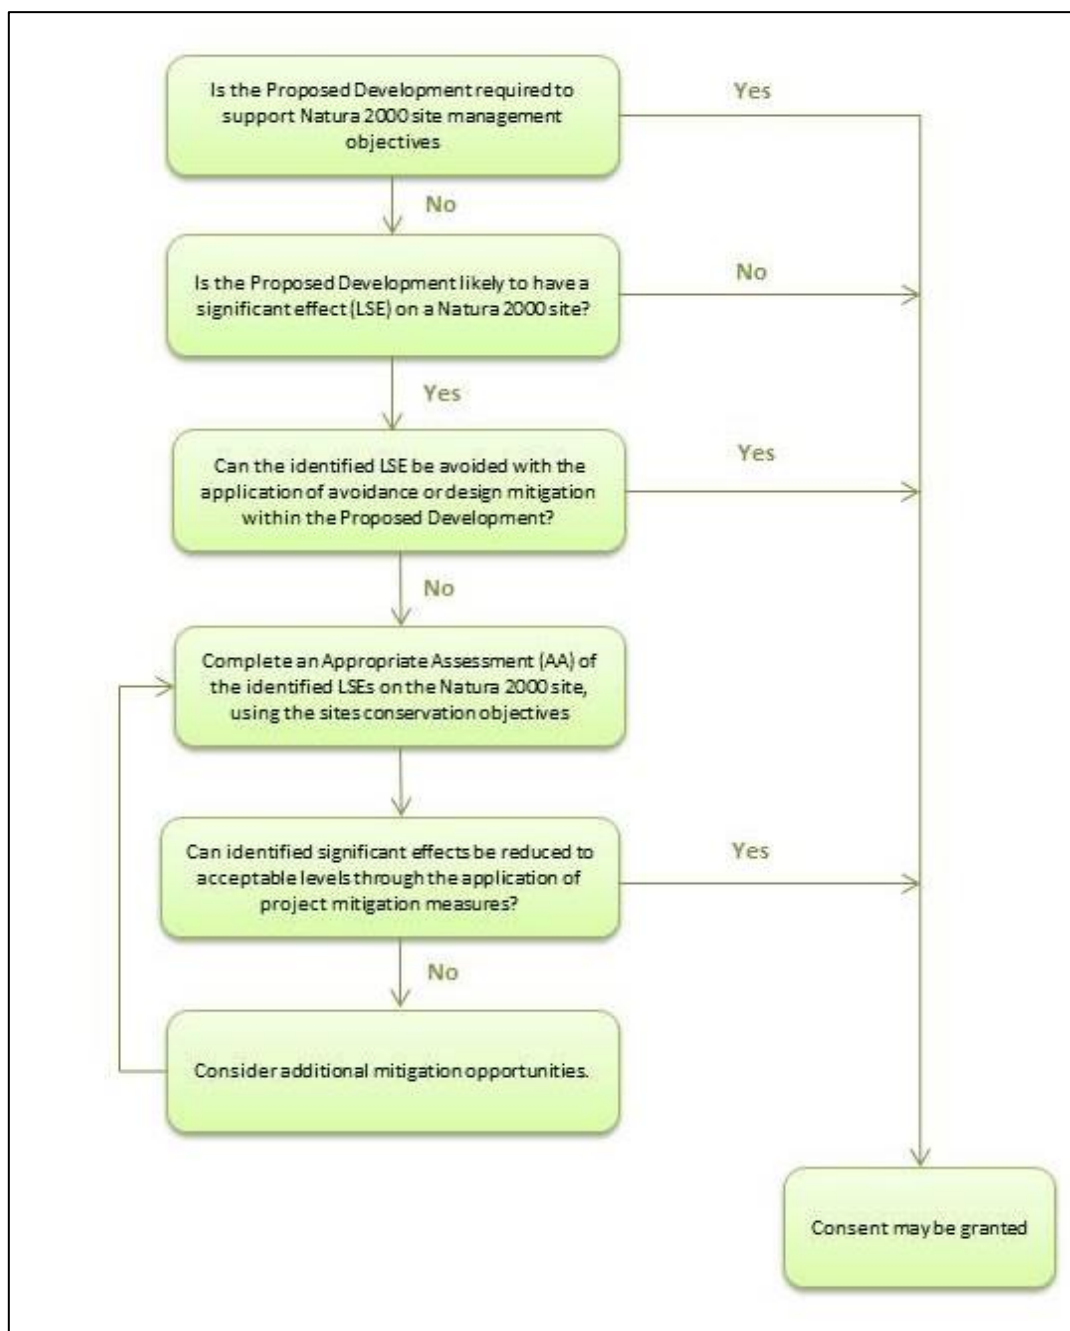 Is the Proposed Development required to
support Natura 2000 site management
objectives
Yes
No
Is the Proposed Development likely to have a
significant effect (LSE) on a Natura 2000 site?
No
Yes
Can the identified LSE be avoided with the
application of avoidance or design mitigation
within the Proposed Development?
Yes
No
Complete an Appropriate Assessment (AA) of
the identified LSEs on the Natura 2000 site,
using the sites conservation objectives
Can identified significant effects be reduced to
acceptable levels through the application of
project mitigation measures?
Yes
No
Consider additional mitigation opportunities.
Consent may be granted